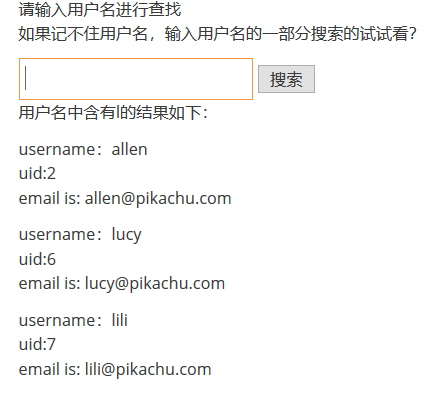 请输入用户名进行查找
如果记不住用户名，输入用户名的一部分搜索的试试看？
搜索
用户名中含有l的结果如下：
username：allen
uid:2
email is: allen@pikachu.com
username：lucy
uid:6
email is: lucy@pikachu.com
username：lili
uid:7
email is: lili@pikachu.com